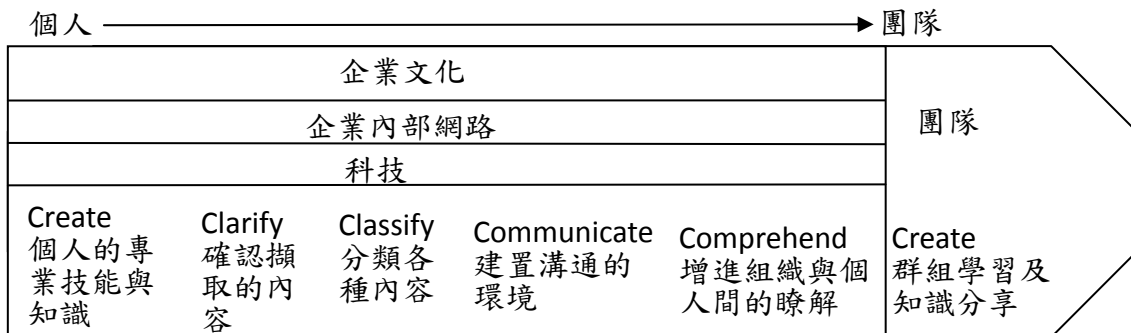 個人 團隊
企業文化
企業內部網路
科技
團隊
Create
個人的專
業技能與
知識
Clarify
確認擷
取的內
容
Classify
分類各
種內容
Communicate
建置溝通的
環境
Comprehend
增進組織與個
人間的瞭解
Create
群組學習及
知識分享